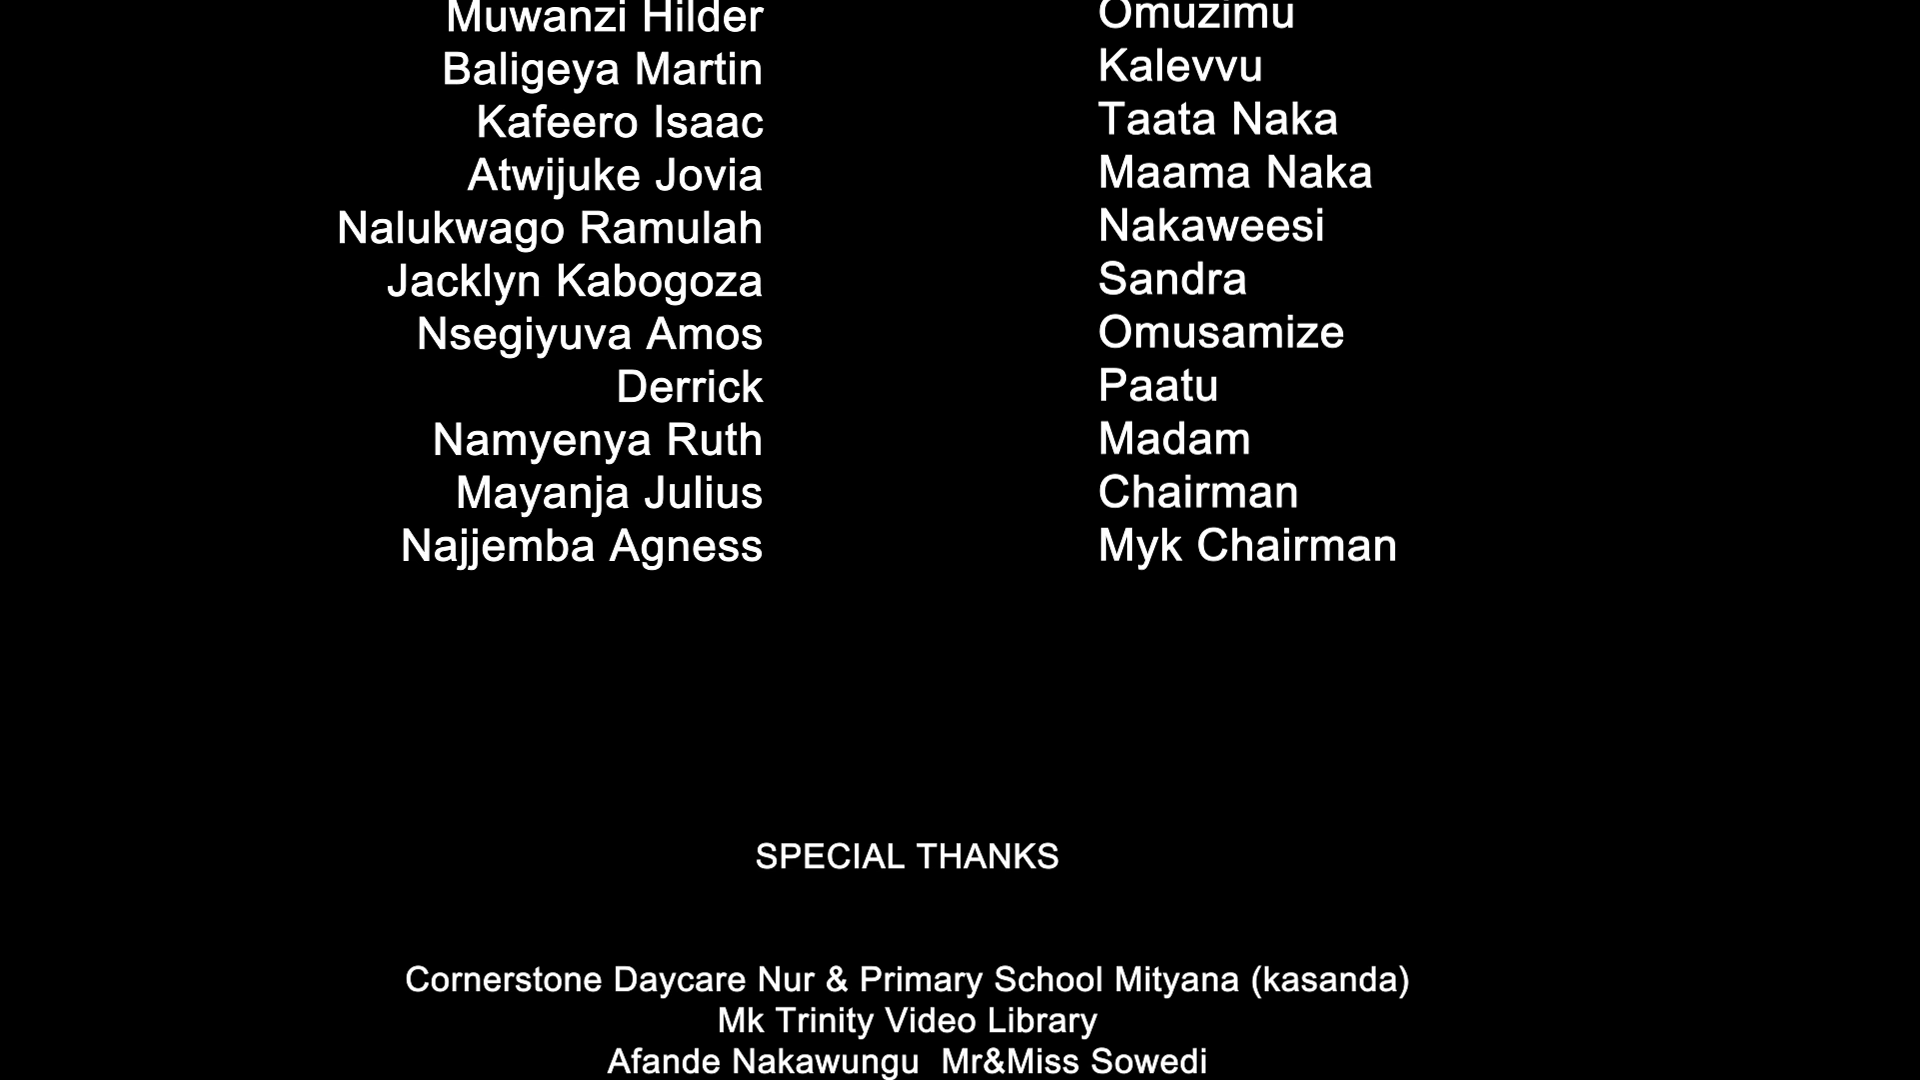 Muwanzi Hilder Omuzimu
Baligeya Martin Kalevvu
Kafeero Isaac Taata Naka
Atwijuke Jovia Maama Naka
Nalukwago Ramulah Nakaweesi
Jacklyn Kabogoza Sandra
Nsegiyuva Amos Omusamize
Derrick Paatu
Namyenya Ruth Madam
Mayanja Julius Chairman
Najjemba Agness Myk Chairman
SPECIAL THANKS
Cornerstone Daycare Nur & Primary School Mityana (kasanda)
Mk Trinity Video Library
Afande Nakawungu Mr&Miss Sowedi